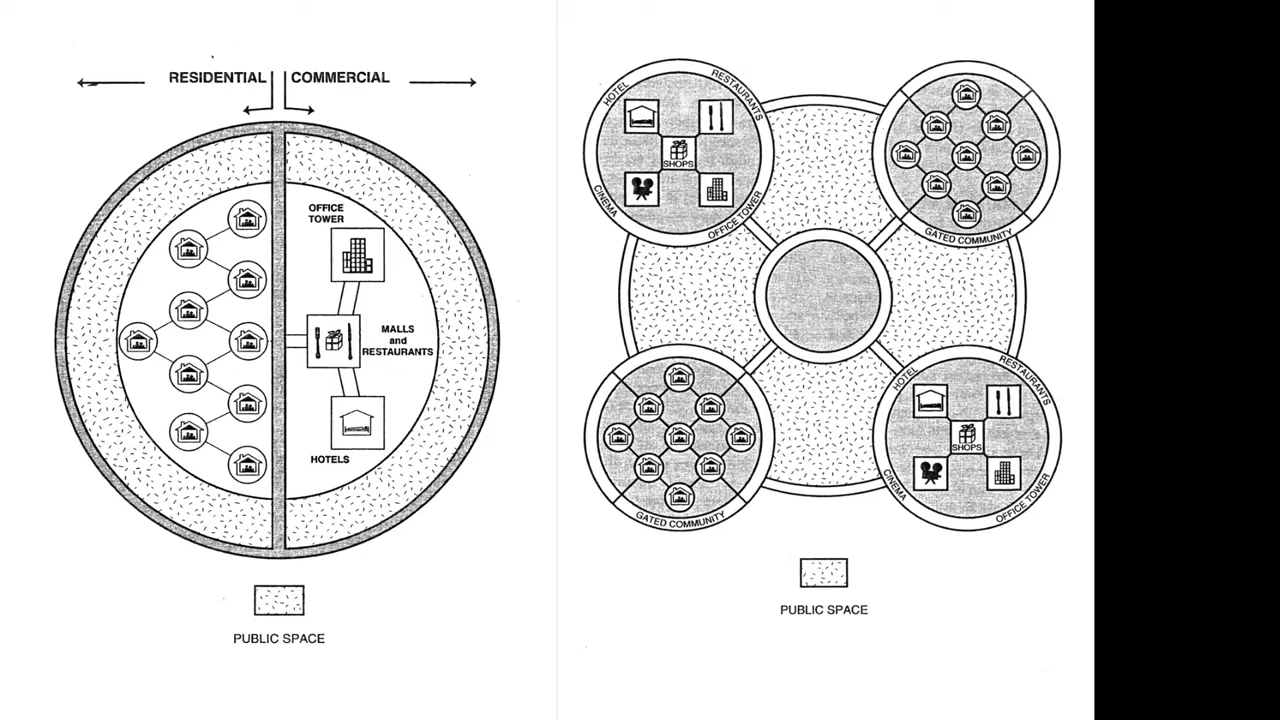 RESIDENTIAL
COMMERCIAL
OFFICE
TOWER
MALLS
and
RESTAURANTS
HOTELS
PUBLIC SPACE
HOTEL
RESTAURANTS
SHOPS
CINEMA
OFFICE TOWER
GATED COMMUNITY
GATED COMMUNITY
HOTEL
RESTAURANTS
SHOPS
CINEMA
OFFICE TOWER
PUBLIC SPACE